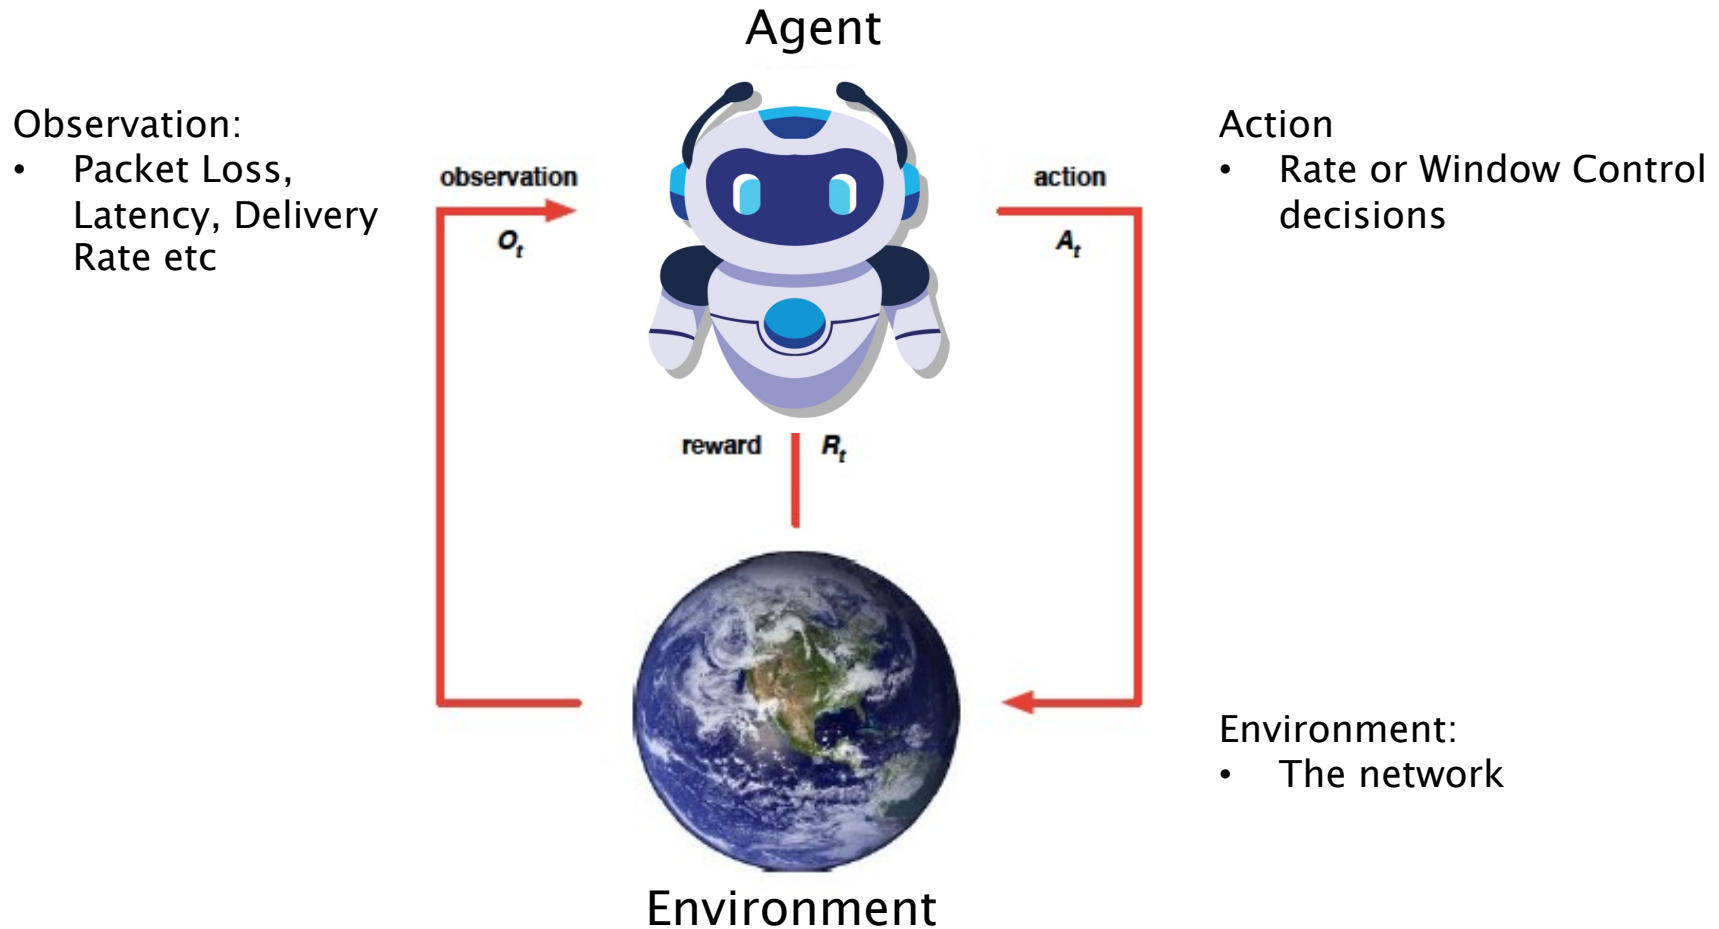 Agent
Observation:
• Packet Loss,
Latency, Delivery
Rate etc
observation
Oₜ
action
Aₜ
Action
• Rate or Window Control
decisions
reward Rₜ
Environment:
• The network
Environment